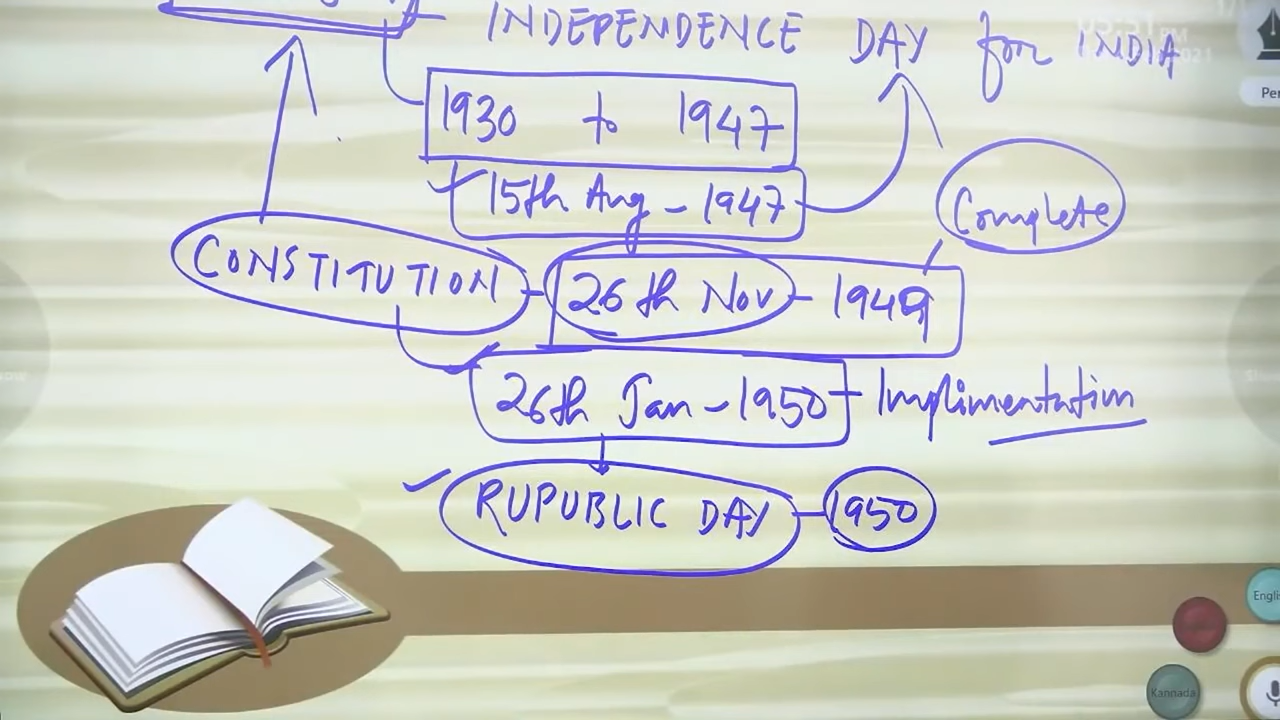 INDEPENDENCE DAY for INDIA
1930 to 1947
15th Aug - 1947
Complete
CONSTITUTION - 26th Nov - 1949
26th Jan - 1950 - Implimentation
RUPUBLIC DAY - 1950
Kannada